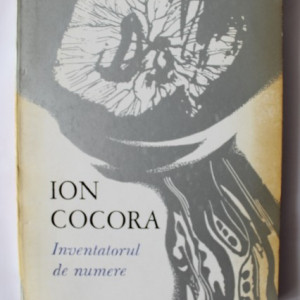 ION
COCORA
Inventatorul
de numere